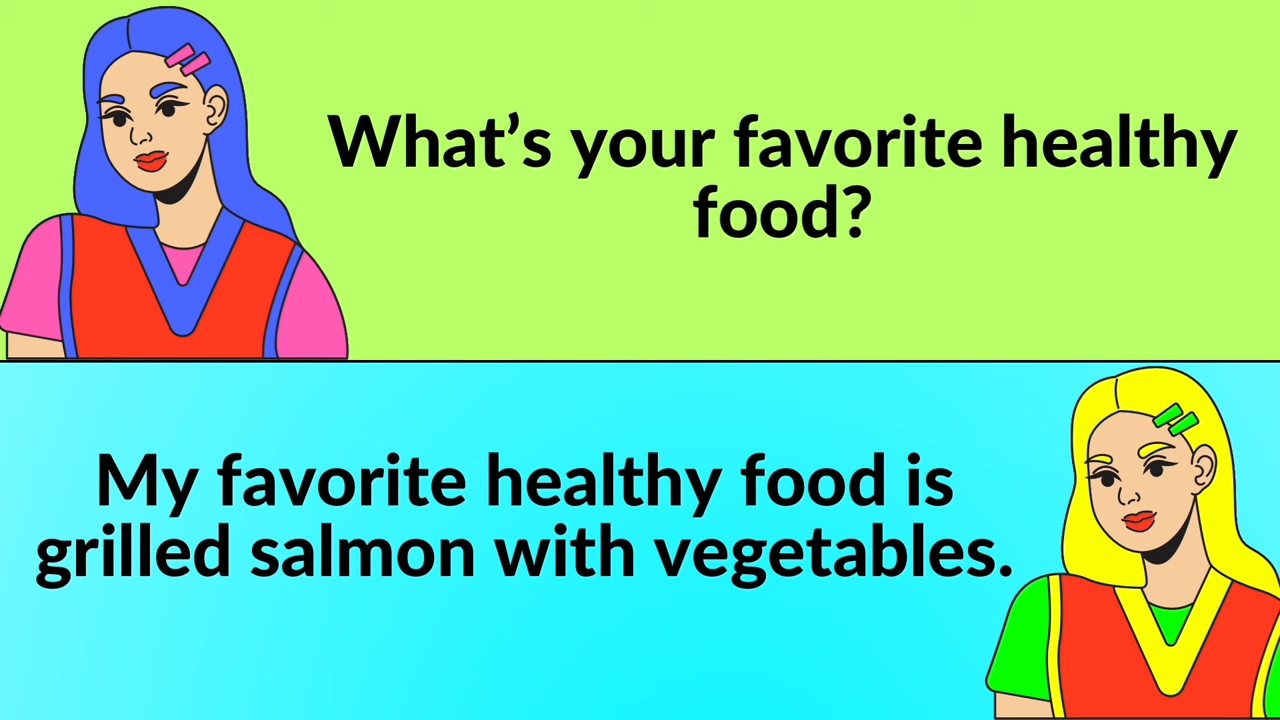 What’s your favorite healthy
food?
My favorite healthy food is
grilled salmon with vegetables.